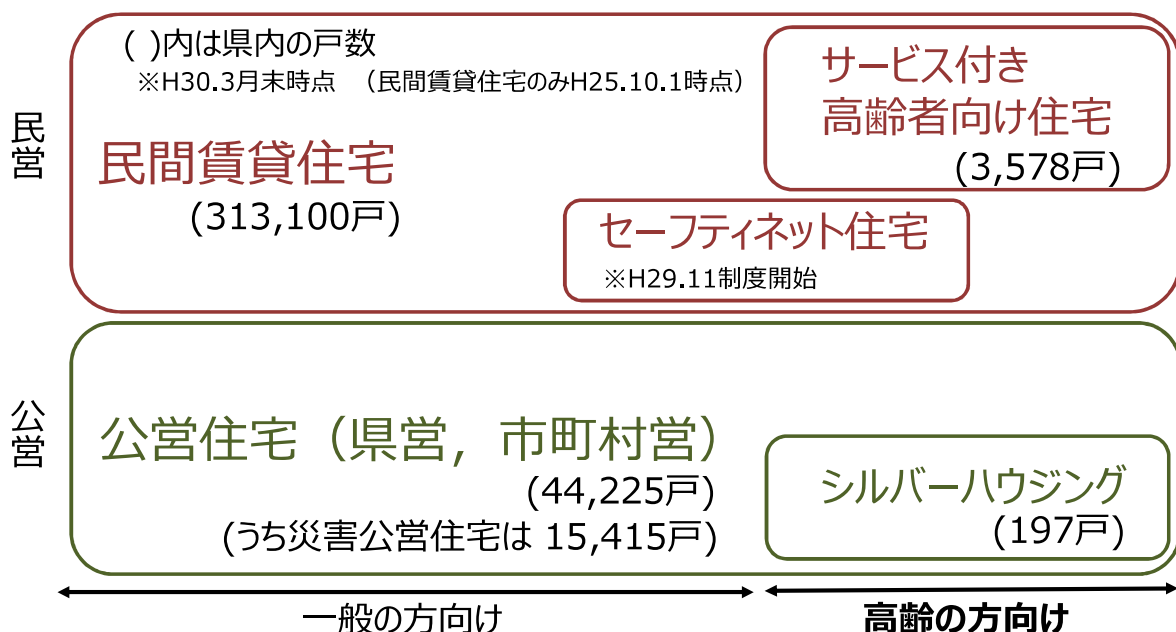 ( )内は県内の戸数
※H30.3月末時点 （民間賃貸住宅のみH25.10.1時点）
民営
民間賃貸住宅
(313,100戸)
サービス付き
高齢者向け住宅
(3,578戸)
セーフティネット住宅
※H29.11制度開始
公営
公営住宅（県営，市町村営）
(44,225戸)
(うち災害公営住宅は 15,415戸)
シルバーハウジング
(197戸)
一般の方向け
高齢の方向け